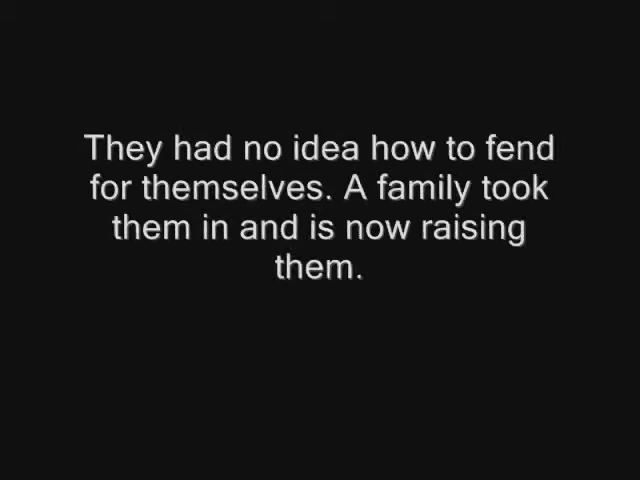 They had no idea how to fend
for themselves. A family took
them in and is now raising
them.